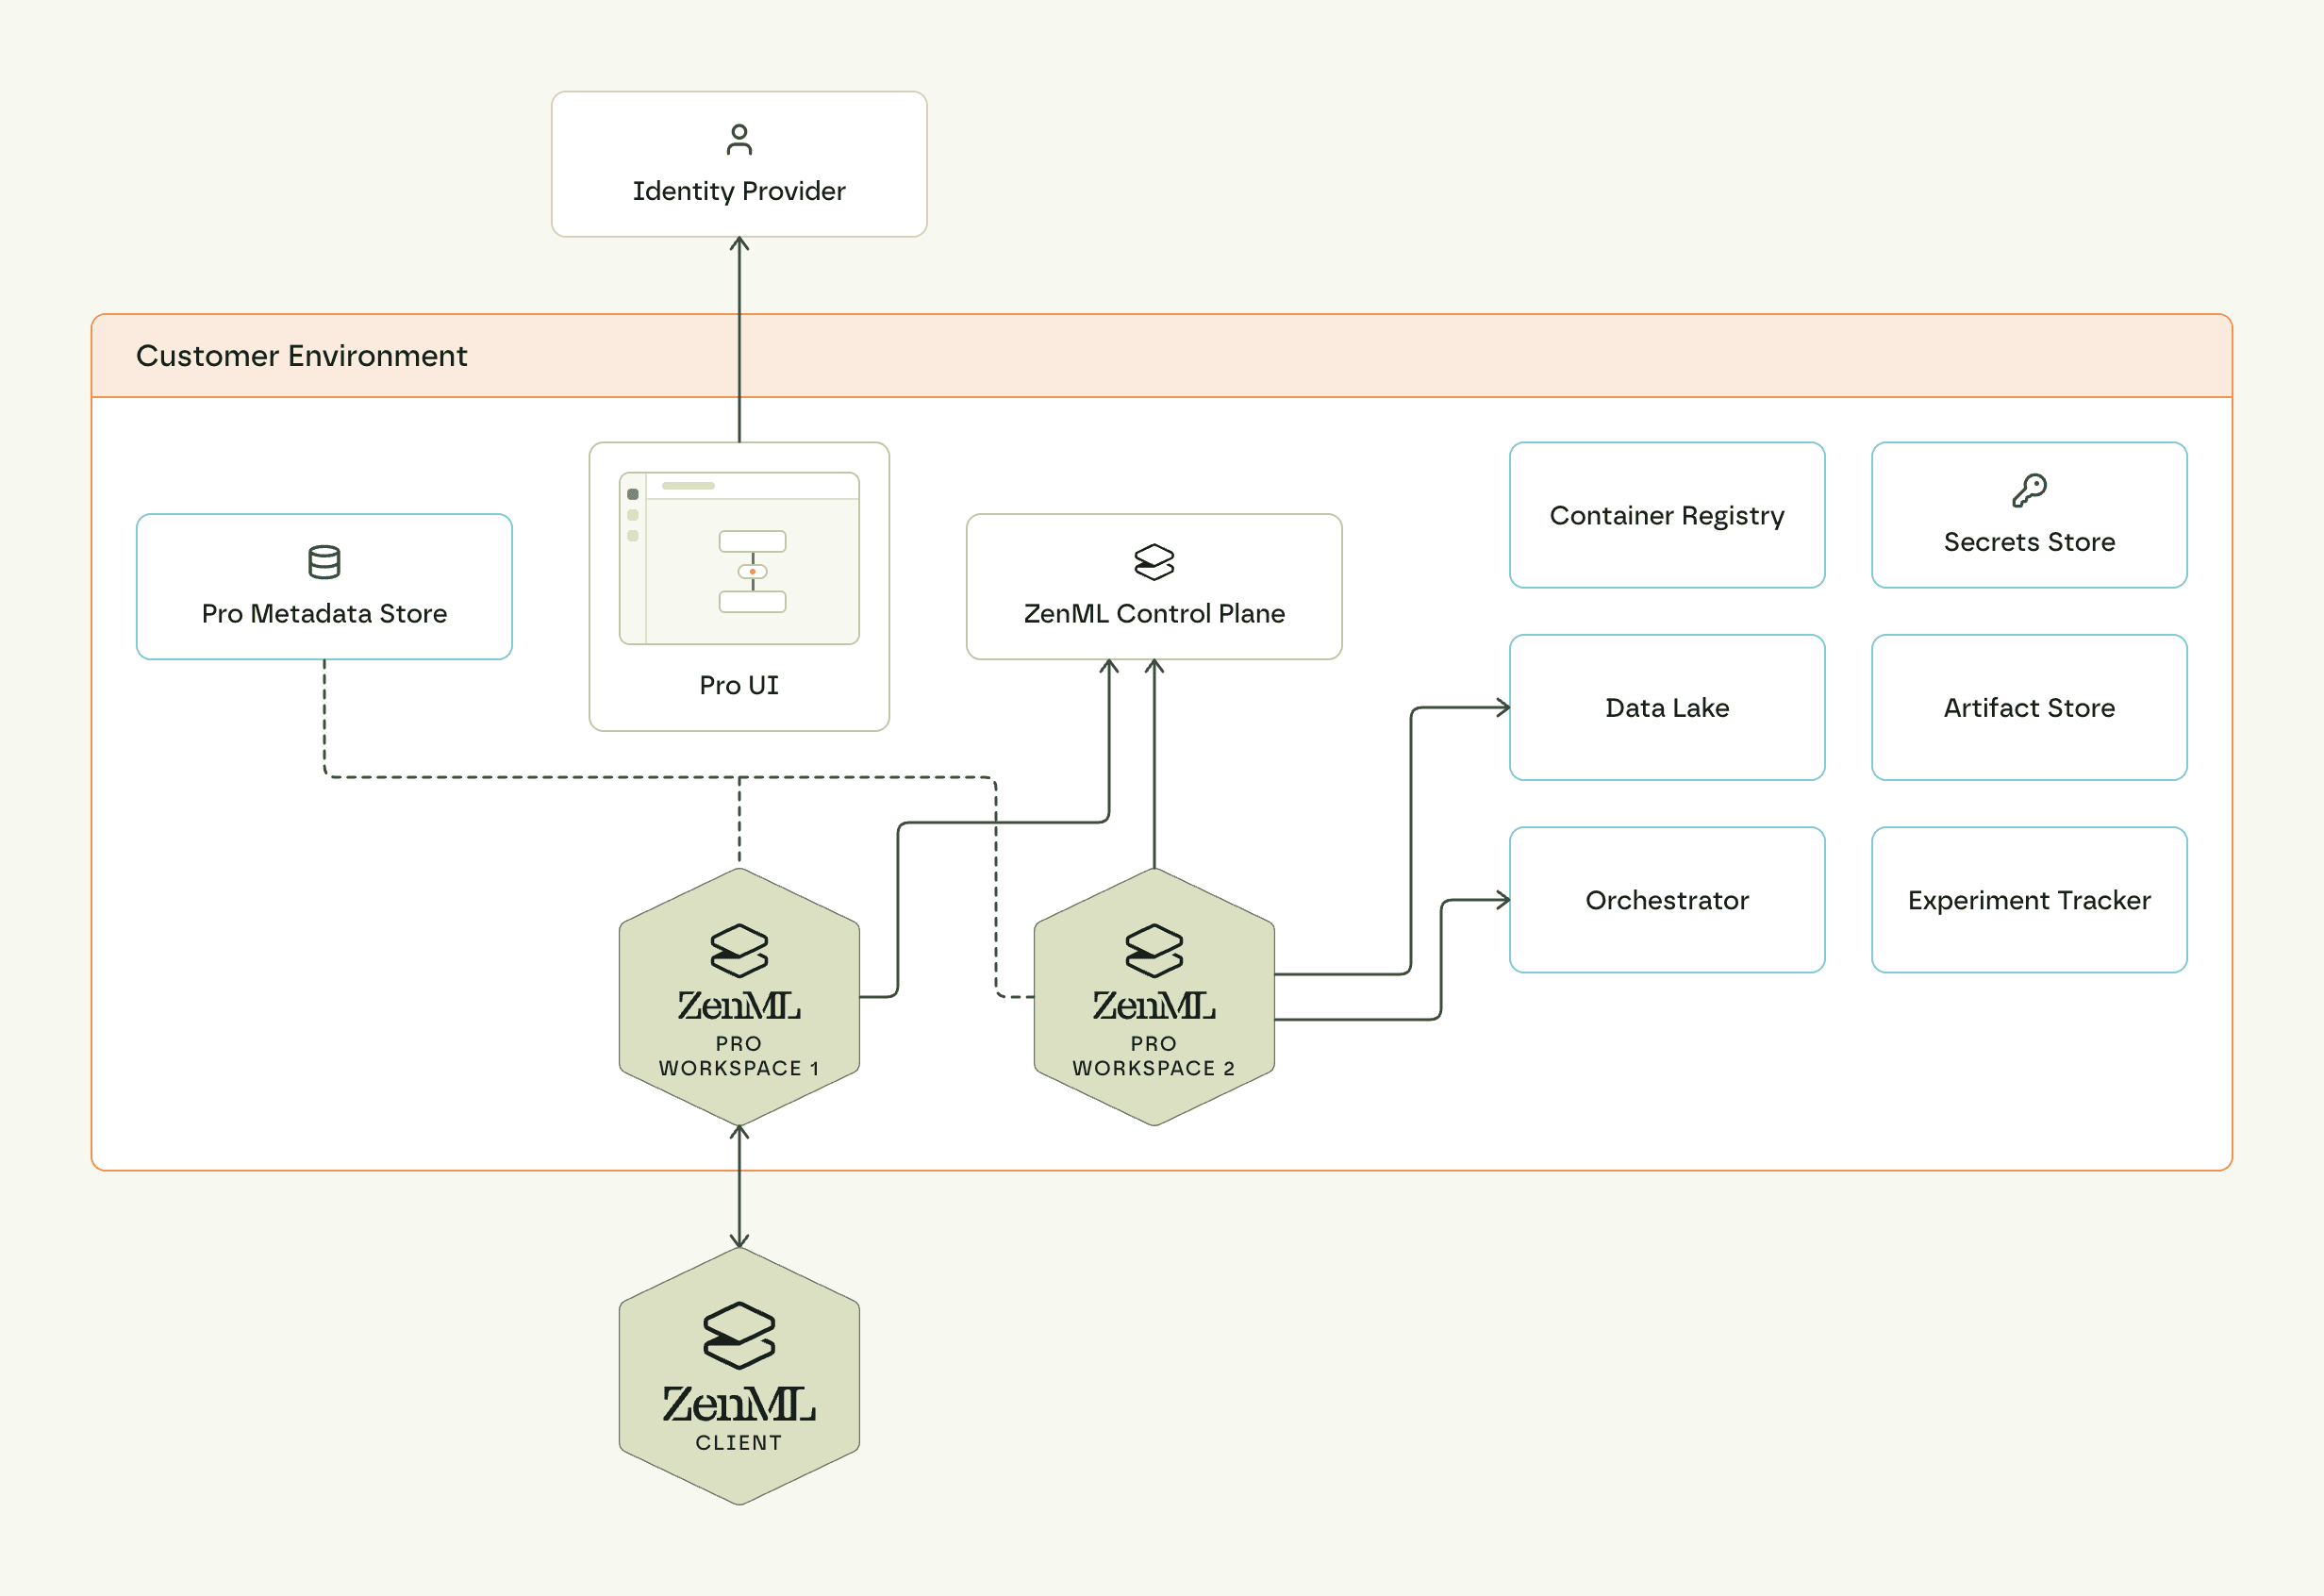 Identity Provider
Customer Environment
Pro Metadata Store
Pro UI
ZenML Control Plane
Container Registry
Secrets Store
Data Lake
Artifact Store
Orchestrator
Experiment Tracker
ZenML
PRO
WORKSPACE 1
ZenML
PRO
WORKSPACE 2
ZenML
CLIENT